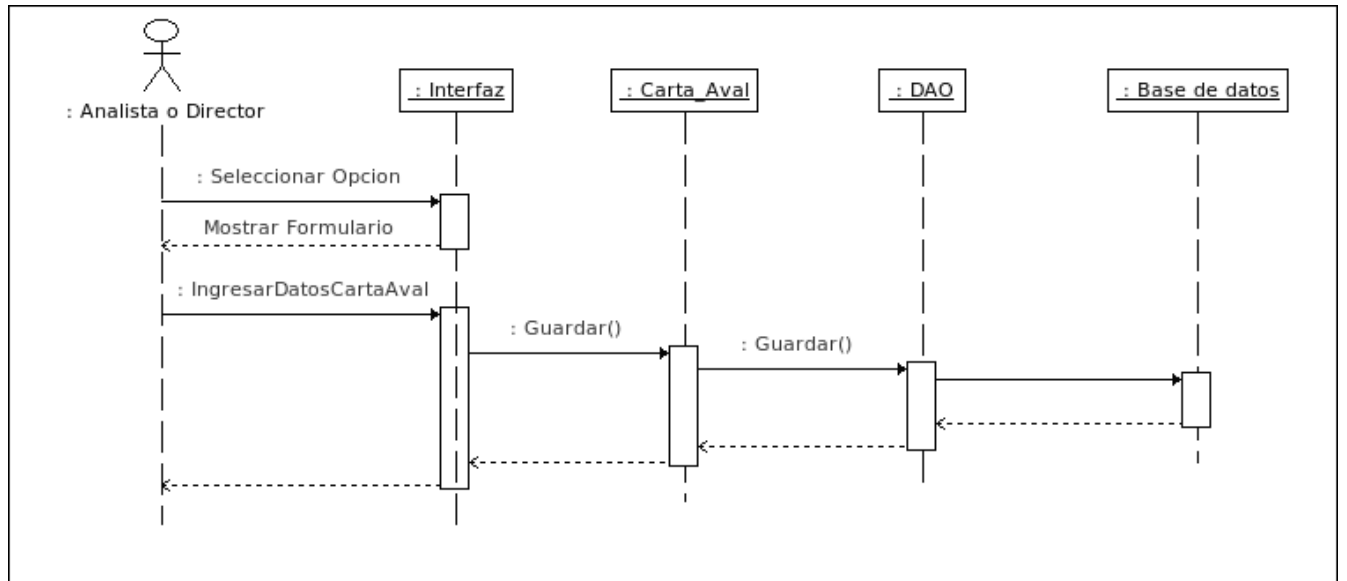 : Analista o Director
: Interfaz
: Carta_Aval
: DAO
: Base de datos
: Seleccionar Opcion
Mostrar Formulario
: IngresarDatosCartaAval
: Guardar()
: Guardar()